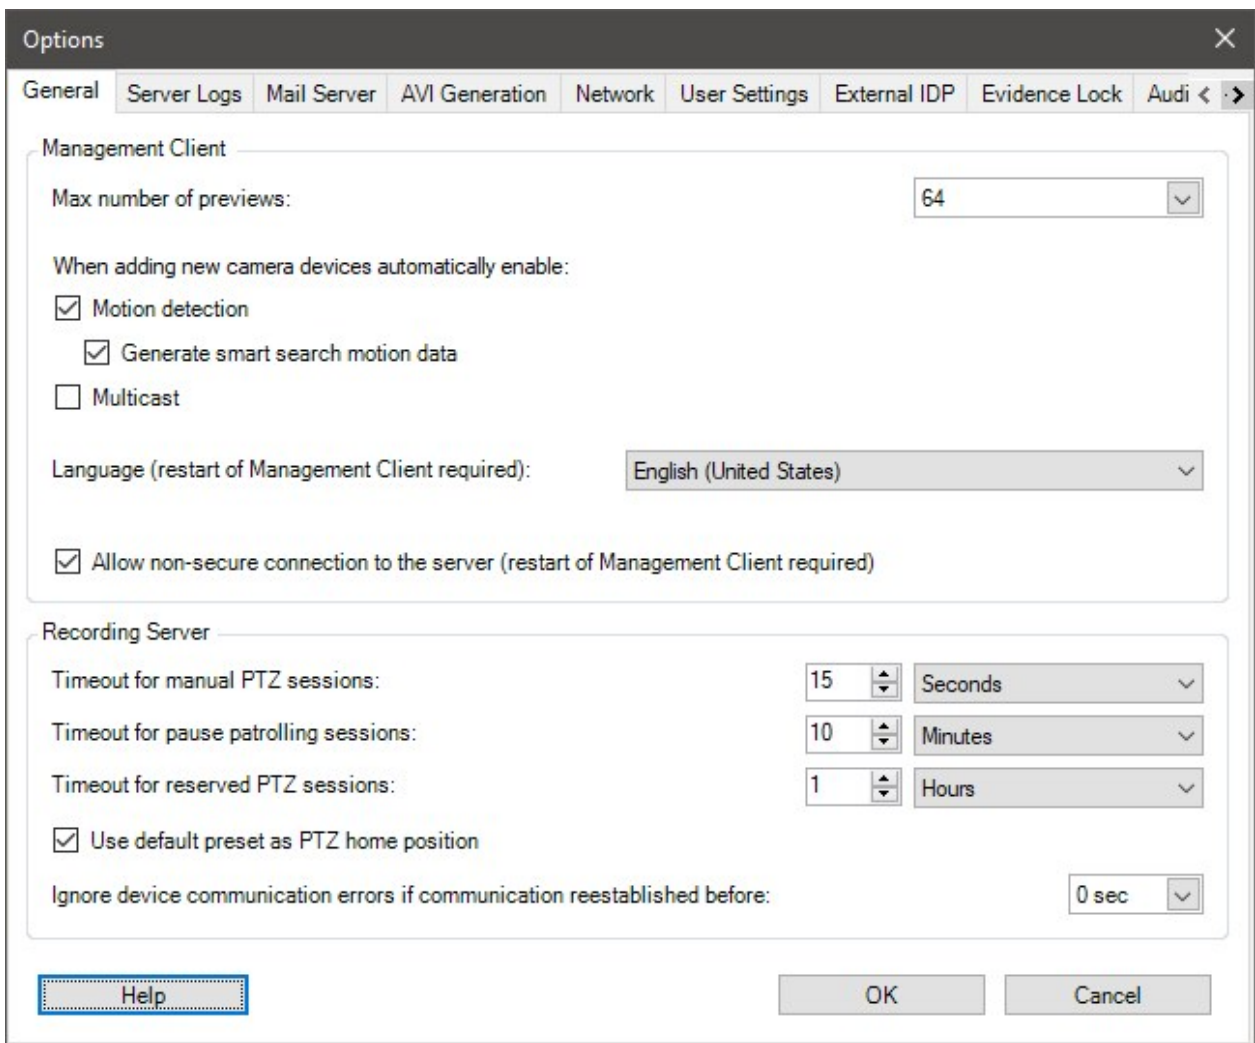 Options
General Server Logs Mail Server AVI Generation Network User Settings External IDP Evidence Lock Audi
Management Client
Max number of previews: 64
When adding new camera devices automatically enable:
Motion detection
Generate smart search motion data
Multicast
Language (restart of Management Client required): English (United States)
Allow non-secure connection to the server (restart of Management Client required)
Recording Server
Timeout for manual PTZ sessions: 15 Seconds
Timeout for pause patrolling sessions: 10 Minutes
Timeout for reserved PTZ sessions: 1 Hours
Use default preset as PTZ home position
Ignore device communication errors if communication reestablished before: 0 sec
Help OK Cancel